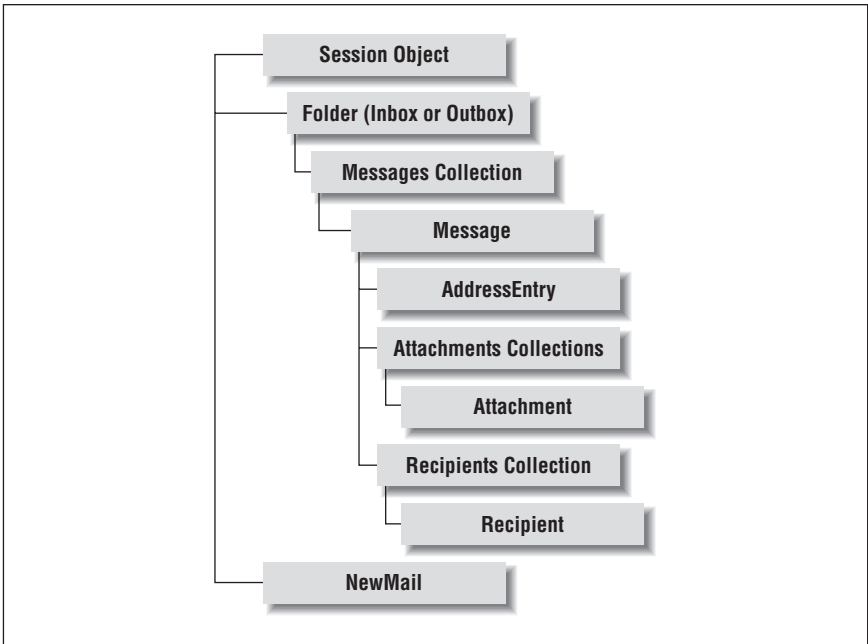 Session Object
Folder (Inbox or Outbox)
Messages Collection
Message
AddressEntry
Attachments Collections
Attachment
Recipients Collection
Recipient
NewMail